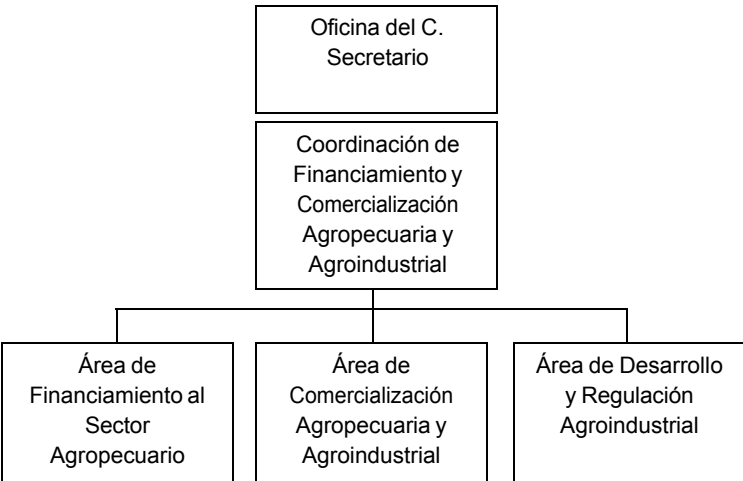 Oficina del C.
Secretario
Coordinación de
Financiamiento y
Comercialización
Agropecuaria y
Agroindustrial
Área de
Financiamiento al
Sector
Agropecuario
Área de
Comercialización
Agropecuaria y
Agroindustrial
Área de Desarrollo
y Regulación
Agroindustrial